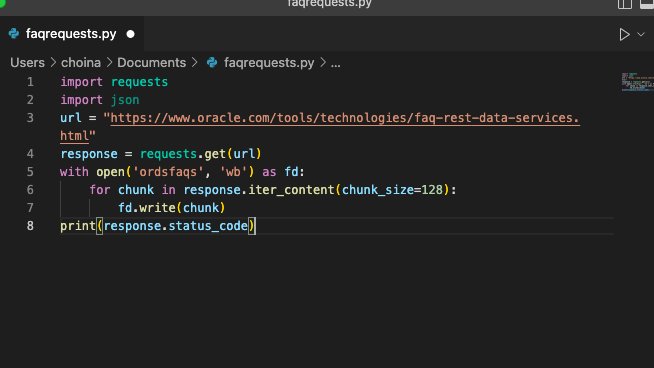 faqrequests.py
faqrequests.py
Users > choina > Documents > faqrequests.py > ...
1 import requests
2 import json
3 url = "https://www.oracle.com/tools/technologies/faq-rest-data-services.
html"
4 response = requests.get(url)
5 with open('ordsfaqs', 'wb') as fd:
6 for chunk in response.iter_content(chunk_size=128):
7 fd.write(chunk)
8 print(response.status_code)